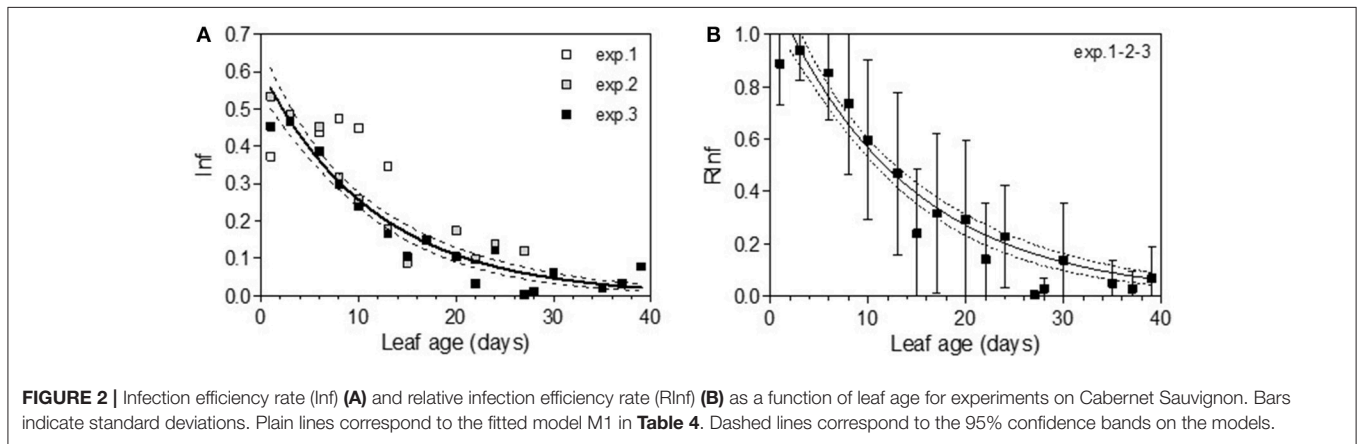 A
0.7
0.6
0.5
0.4
0.3
0.2
0.1
0.0
Inf
exp.1
exp.2
exp.3
0 10 20 30 40
Leaf age (days)
B
1.0
0.8
0.6
0.4
0.2
0.0
RInf
exp.1-2-3
0 10 20 30 40
Leaf age (days)
FIGURE 2 | Infection efficiency rate (Inf) (A) and relative infection efficiency rate (RInf) (B) as a function of leaf age for experiments on Cabernet Sauvignon. Bars
indicate standard deviations. Plain lines correspond to the fitted model M1 in Table 4. Dashed lines correspond to the 95% confidence bands on the models.